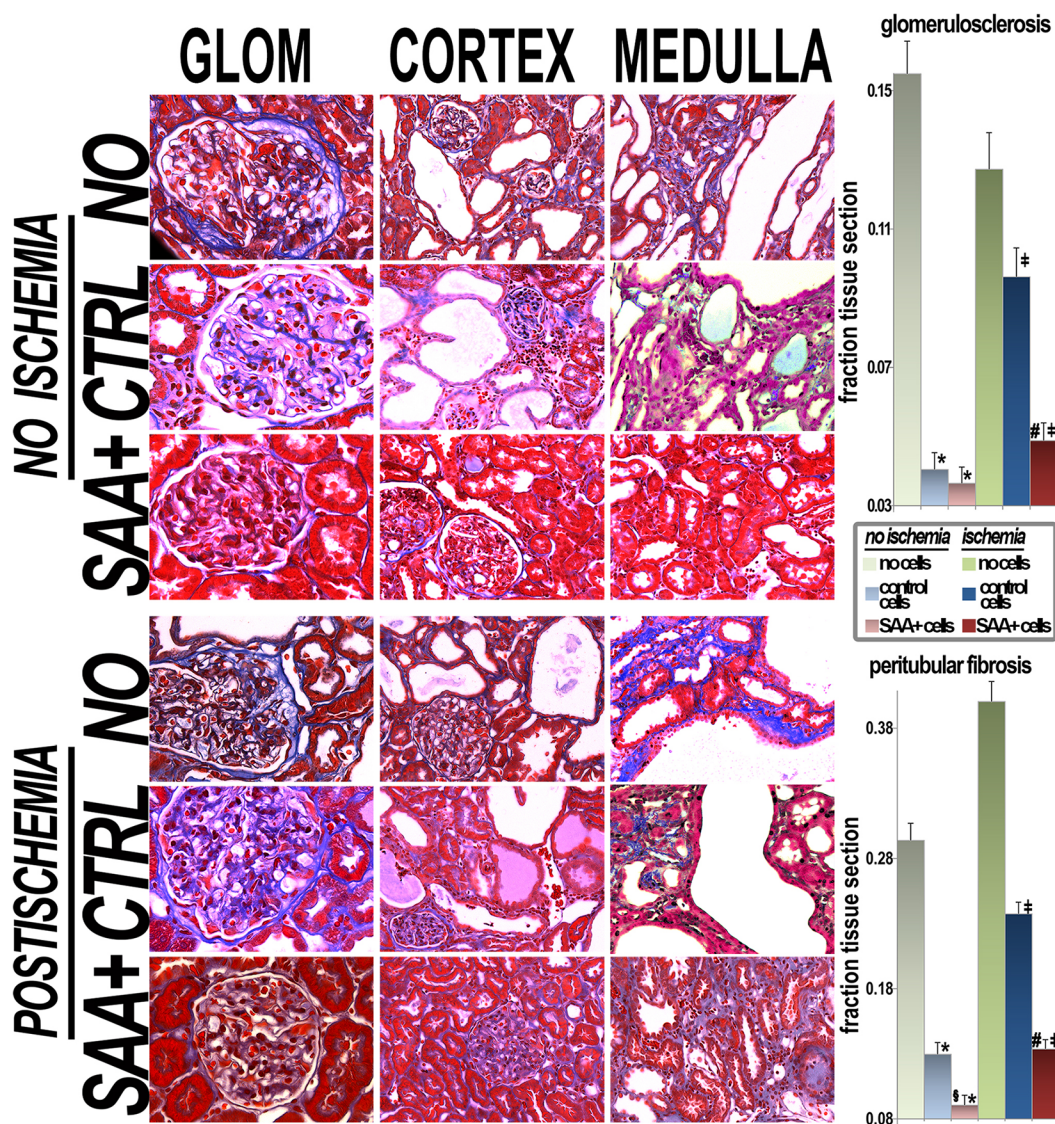 GLOM CORTEX MEDULLA
NO ISCHEMIA
NO
CTRL
SAA+
POSTISCHEMIA
NO
CTRL
SAA+
glomerulosclerosis
fraction tissue section
0.15
0.11
0.07
0.03
* * ‡ #‡
no ischemia ischemia
no cells no cells
control cells control cells
SAA+ cells SAA+ cells
peritubular fibrosis
fraction tissue section
0.38
0.28
0.18
0.08
* §* ‡ #‡